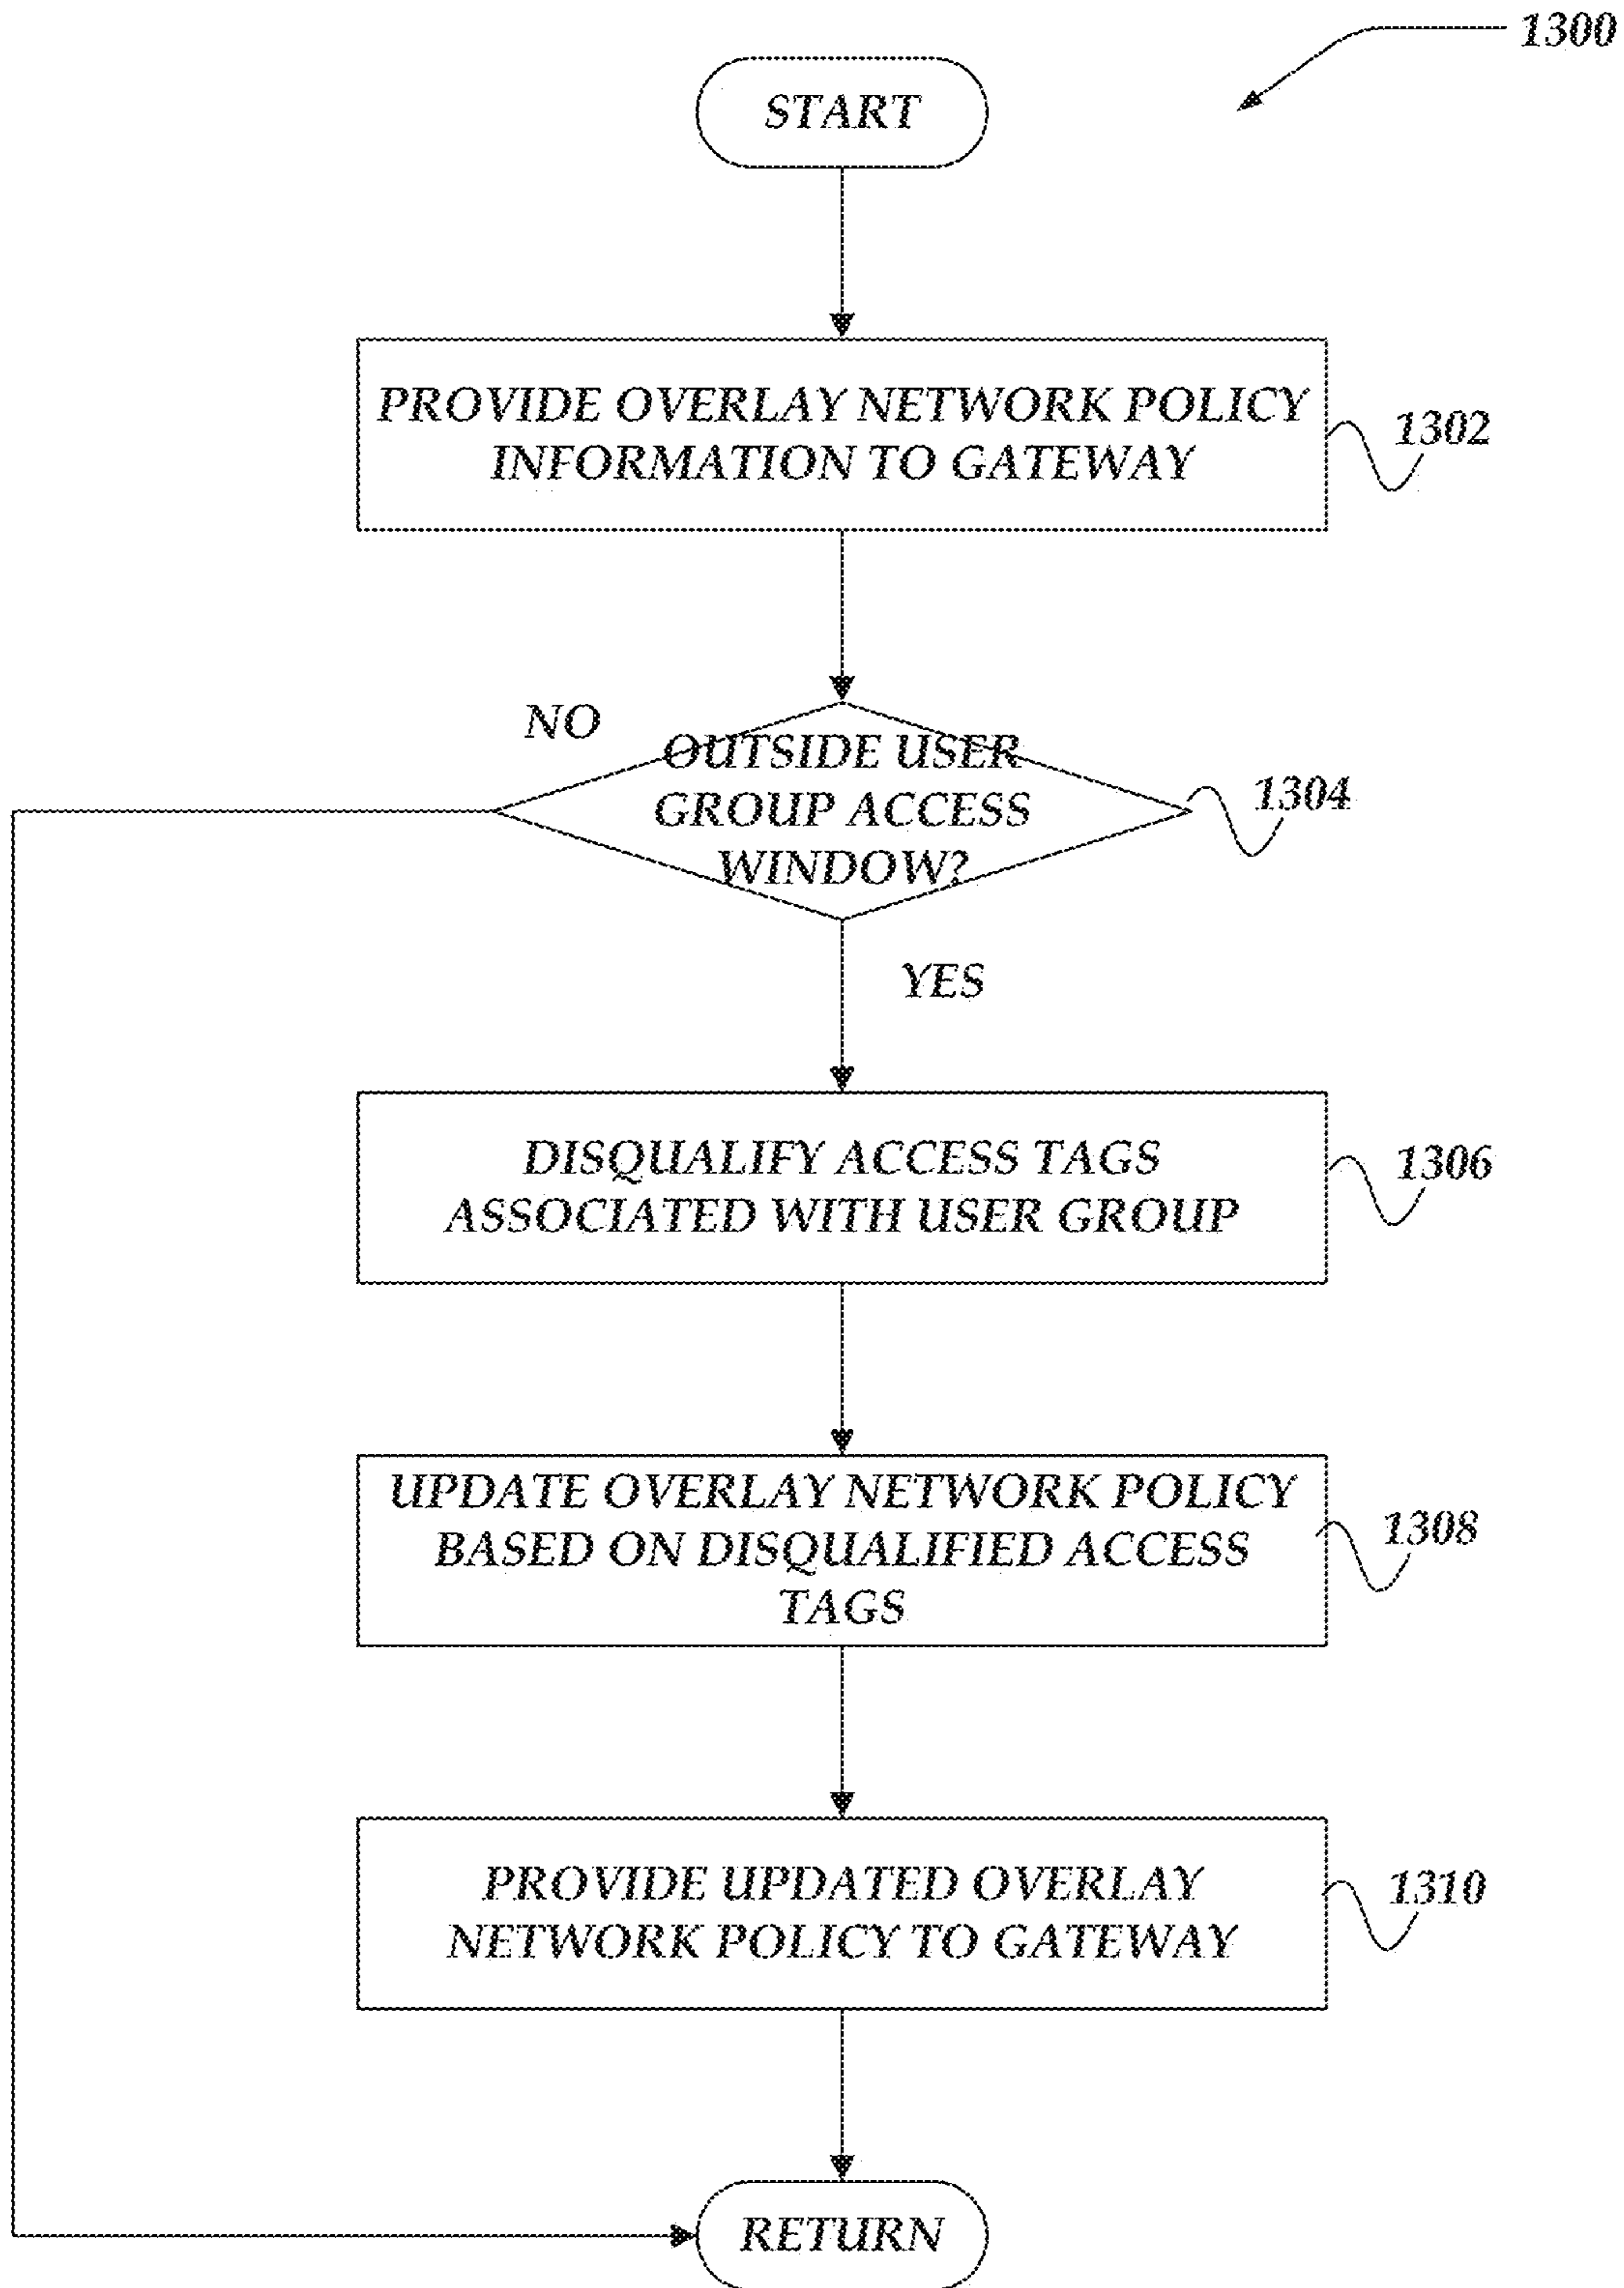 1300
START
PROVIDE OVERLAY NETWORK POLICY
INFORMATION TO GATEWAY
1302
NO
OUTSIDE USER
GROUP ACCESS
WINDOW?
1304
YES
DISQUALIFY ACCESS TAGS
ASSOCIATED WITH USER GROUP
1306
UPDATE OVERLAY NETWORK POLICY
BASED ON DISQUALIFIED ACCESS
TAGS
1308
PROVIDE UPDATED OVERLAY
NETWORK POLICY TO GATEWAY
1310
RETURN